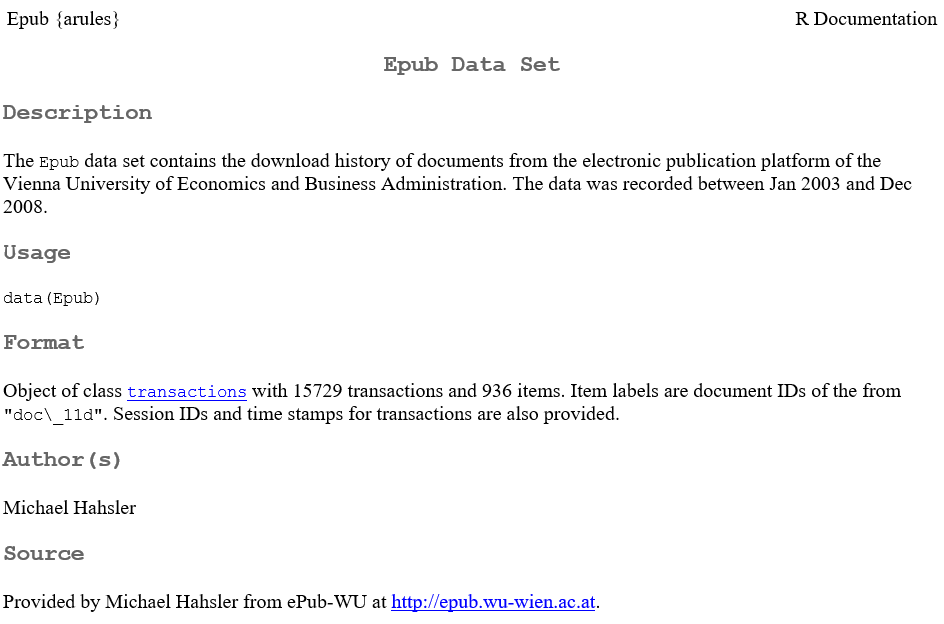 Epub {arules} R Documentation
Epub Data Set
Description
The Epub data set contains the download history of documents from the electronic publication platform of the
Vienna University of Economics and Business Administration. The data was recorded between Jan 2003 and Dec
2008.
Usage
data(Epub)
Format
Object of class transactions with 15729 transactions and 936 items. Item labels are document IDs of the from
"doc\_11d". Session IDs and time stamps for transactions are also provided.
Author(s)
Michael Hahsler
Source
Provided by Michael Hahsler from ePub-WU at http://epub.wu-wien.ac.at.